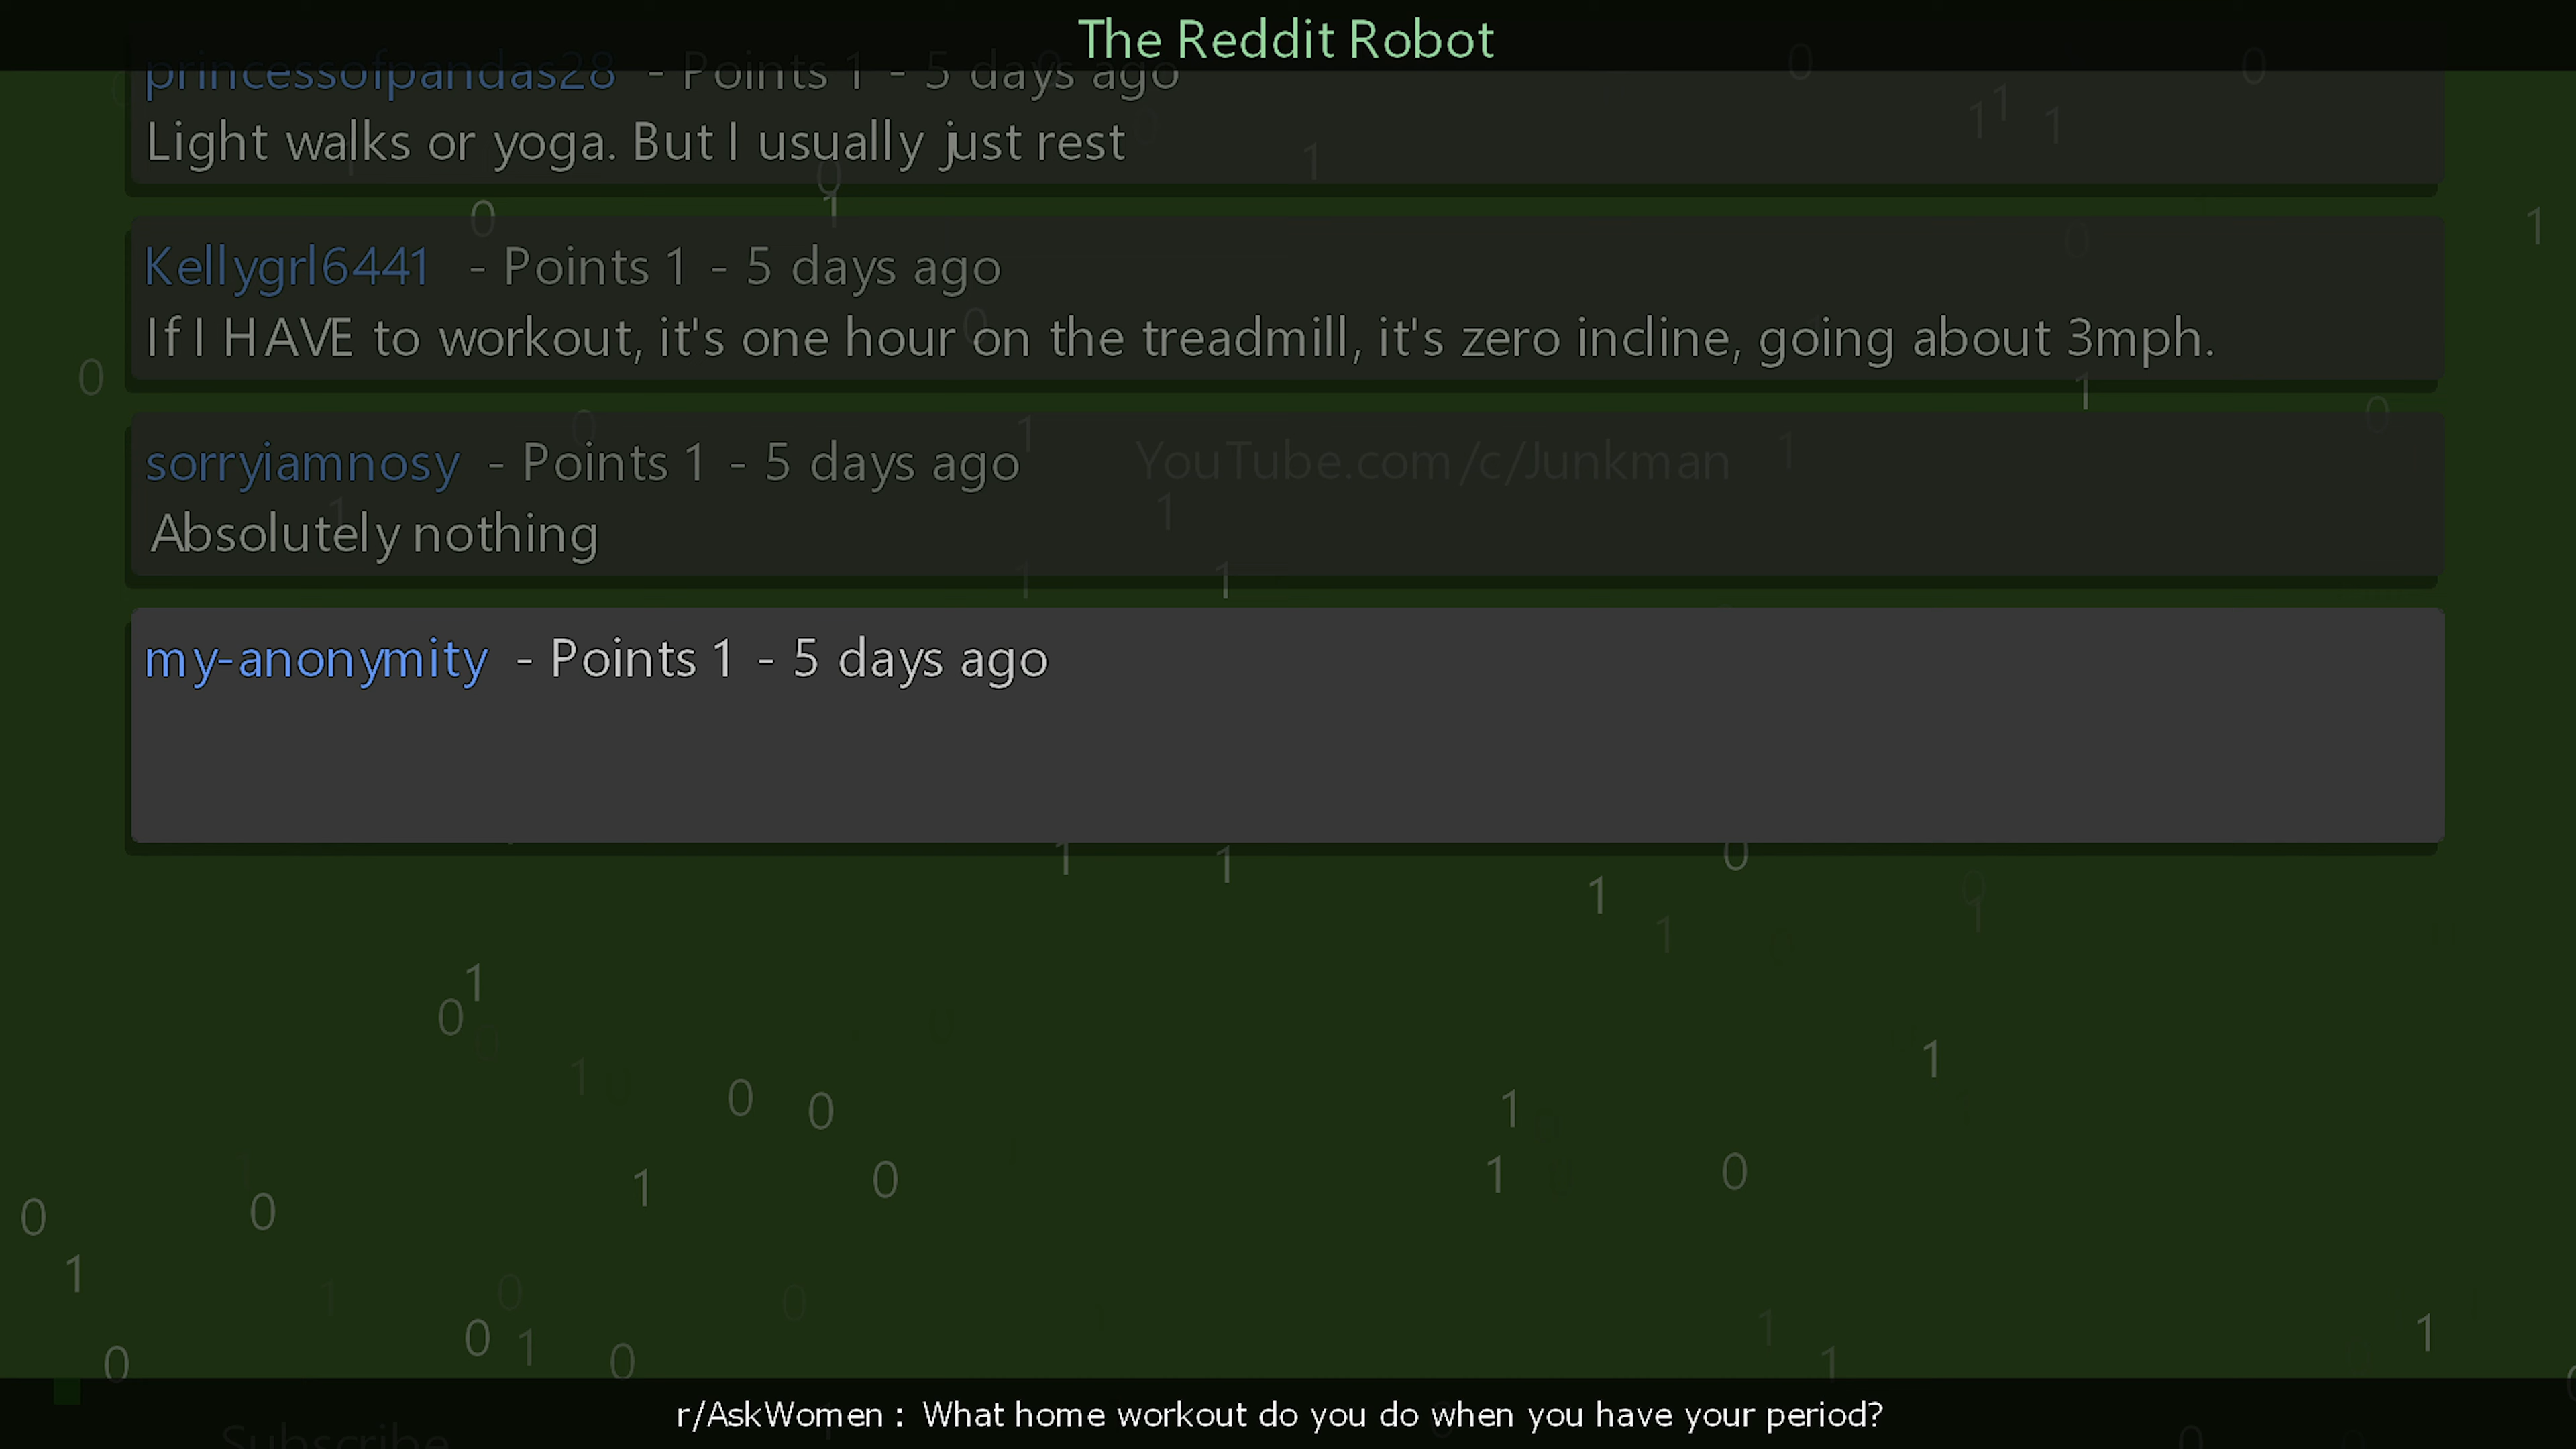 The Reddit Robot
princessofpandas28 - Points 1 - 5 days ago
Light walks or yoga. But I usually just rest
Kellygrl6441 - Points 1 - 5 days ago
If I HAVE to workout, it's one hour on the treadmill, it's zero incline, going about 3mph.
sorryiamnosy - Points 1 - 5 days ago
YouTube.com/c/Junkman
Absolutely nothing
my-anonymity - Points 1 - 5 days ago
r/AskWomen : What home workout do you do when you have your period?
Subscribe